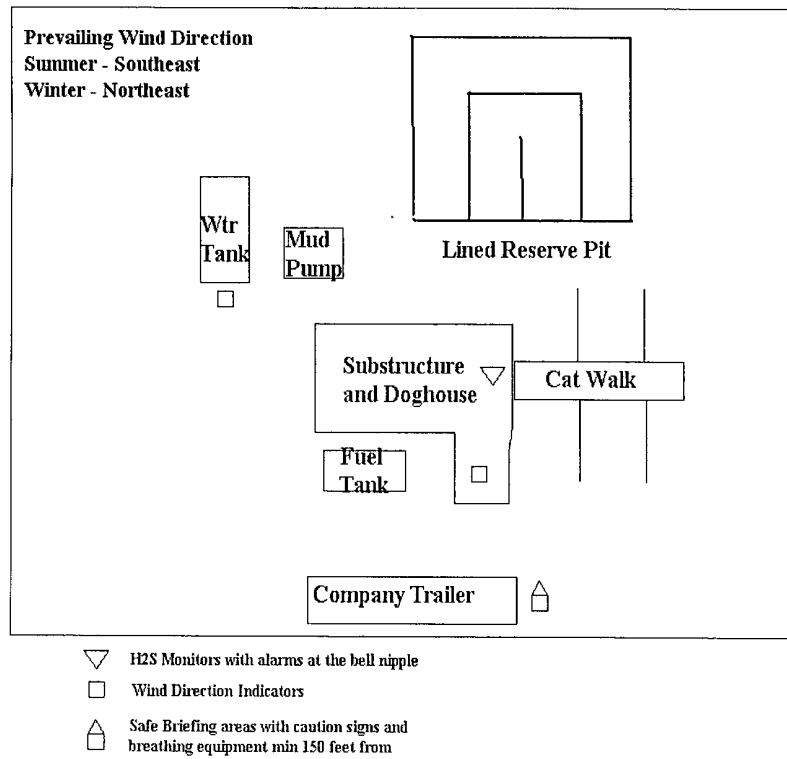 Prevailing Wind Direction
Summer - Southeast
Winter - Northeast
Wtr
Tank
Mud
Pump
Lined Reserve Pit
Substructure
and Doghouse
Cat Walk
Fuel
Tank
Company Trailer
H2S Monitors with alarms at the bell nipple
Wind Direction Indicators
Safe Briefing areas with caution signs and
breathing equipment min 150 feet from